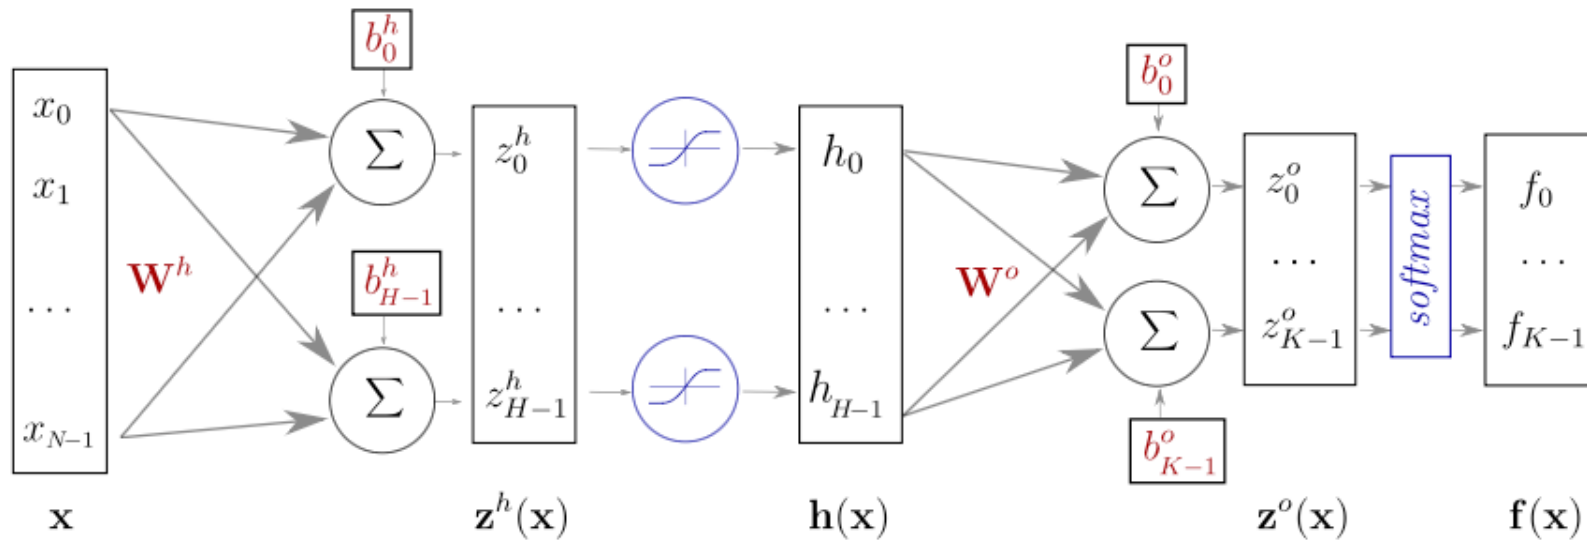 b_0^h
b_0^o
x_0
Σ
z_0^h
h_0
Σ
z_0^o
f_0
x_1
W^h
b_{H-1}^h
W^o
softmax
...
...
...
...
...
Σ
z_{K-1}^o
f_{K-1}
x_{N-1}
Σ
z_{H-1}^h
h_{H-1}
b_{K-1}^o
x
z^h(x)
h(x)
z^o(x)
f(x)